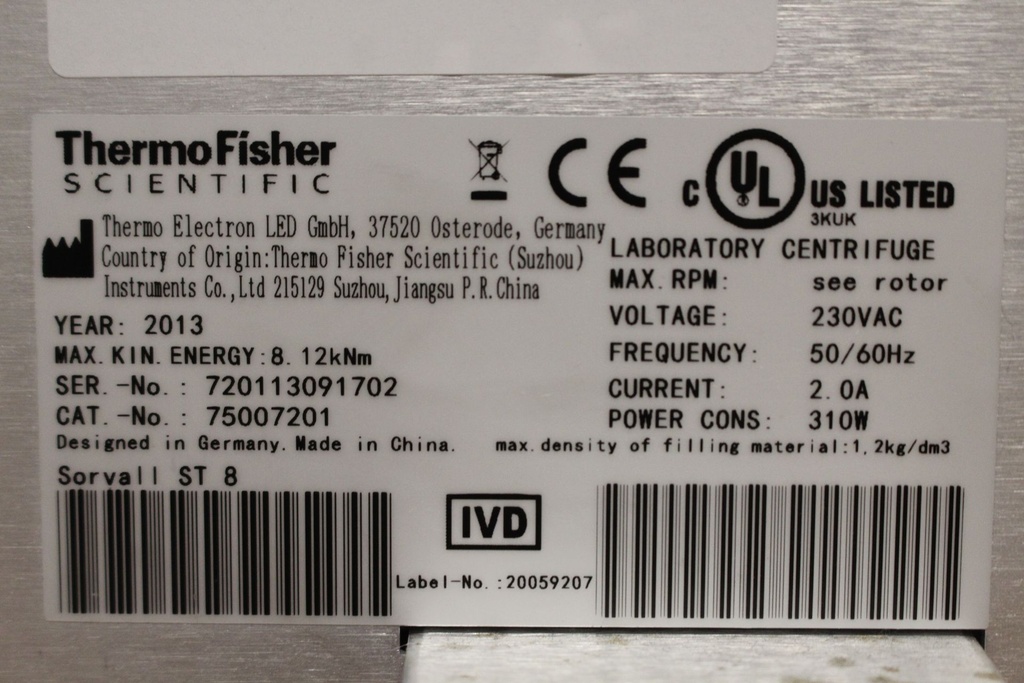 ThermoFisher
SCIENTIFIC
CE
C UL US LISTED
3KUK
Thermo Electron LED GmbH, 37520 Osterode, Germany
Country of Origin:Thermo Fisher Scientific (Suzhou)
Instruments Co.,Ltd 215129 Suzhou,Jiangsu P.R.China
LABORATORY CENTRIFUGE
MAX. RPM: see rotor
VOLTAGE: 230VAC
FREQUENCY: 50/60Hz
CURRENT: 2.0A
POWER CONS: 310W
YEAR: 2013
MAX. KIN. ENERGY:8.12kNm
SER.-No.: 720113091702
CAT.-No.: 75007201
Designed in Germany.Made in China.
max.density of filling material:1,2kg/dm3
Sorvall ST 8
IVD
Label-No.:20059207